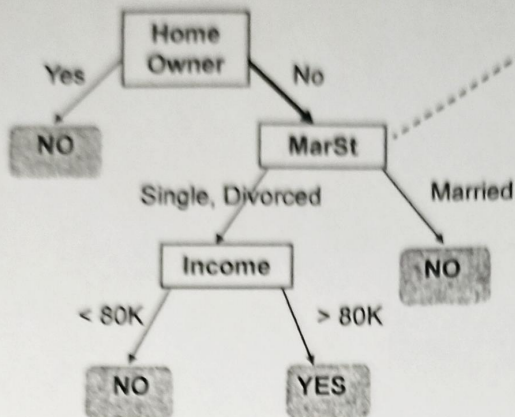 Home
Owner
Yes
No
NO
MarSt
Single, Divorced
Married
Income
NO
< 80K
> 80K
NO
YES